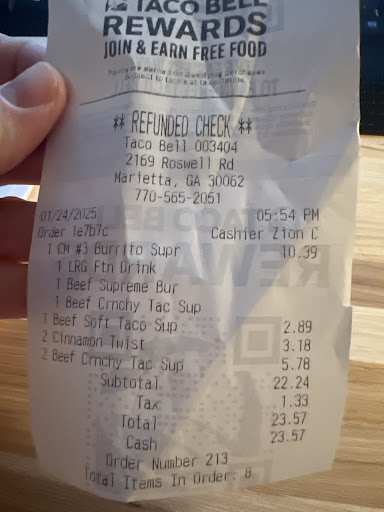 TACO BELL
REWARDS
JOIN & EARN FREE FOOD
** REFUNDED CHECK **
Taco Bell 003404
2169 Roswell Rd
Marietta, GA 30062
770-565-2051
01/24/2025 05:54 PM
Order 1e7b7c Cashier Zion C
1 CM #3 Burrito Supr 10.39
1 LRG Ftn Drink
1 Beef Supreme Bur
1 Beef Crnchy Tac Sup
1 Beef Soft Taco Sup 2.89
2 Cinnamon Twist 3.18
2 Beef Crnchy Tac Sup 5.78
Subtotal 22.24
Tax 1.33
Total 23.57
Cash 23.57
Order Number 213
Total Items In Order: 8